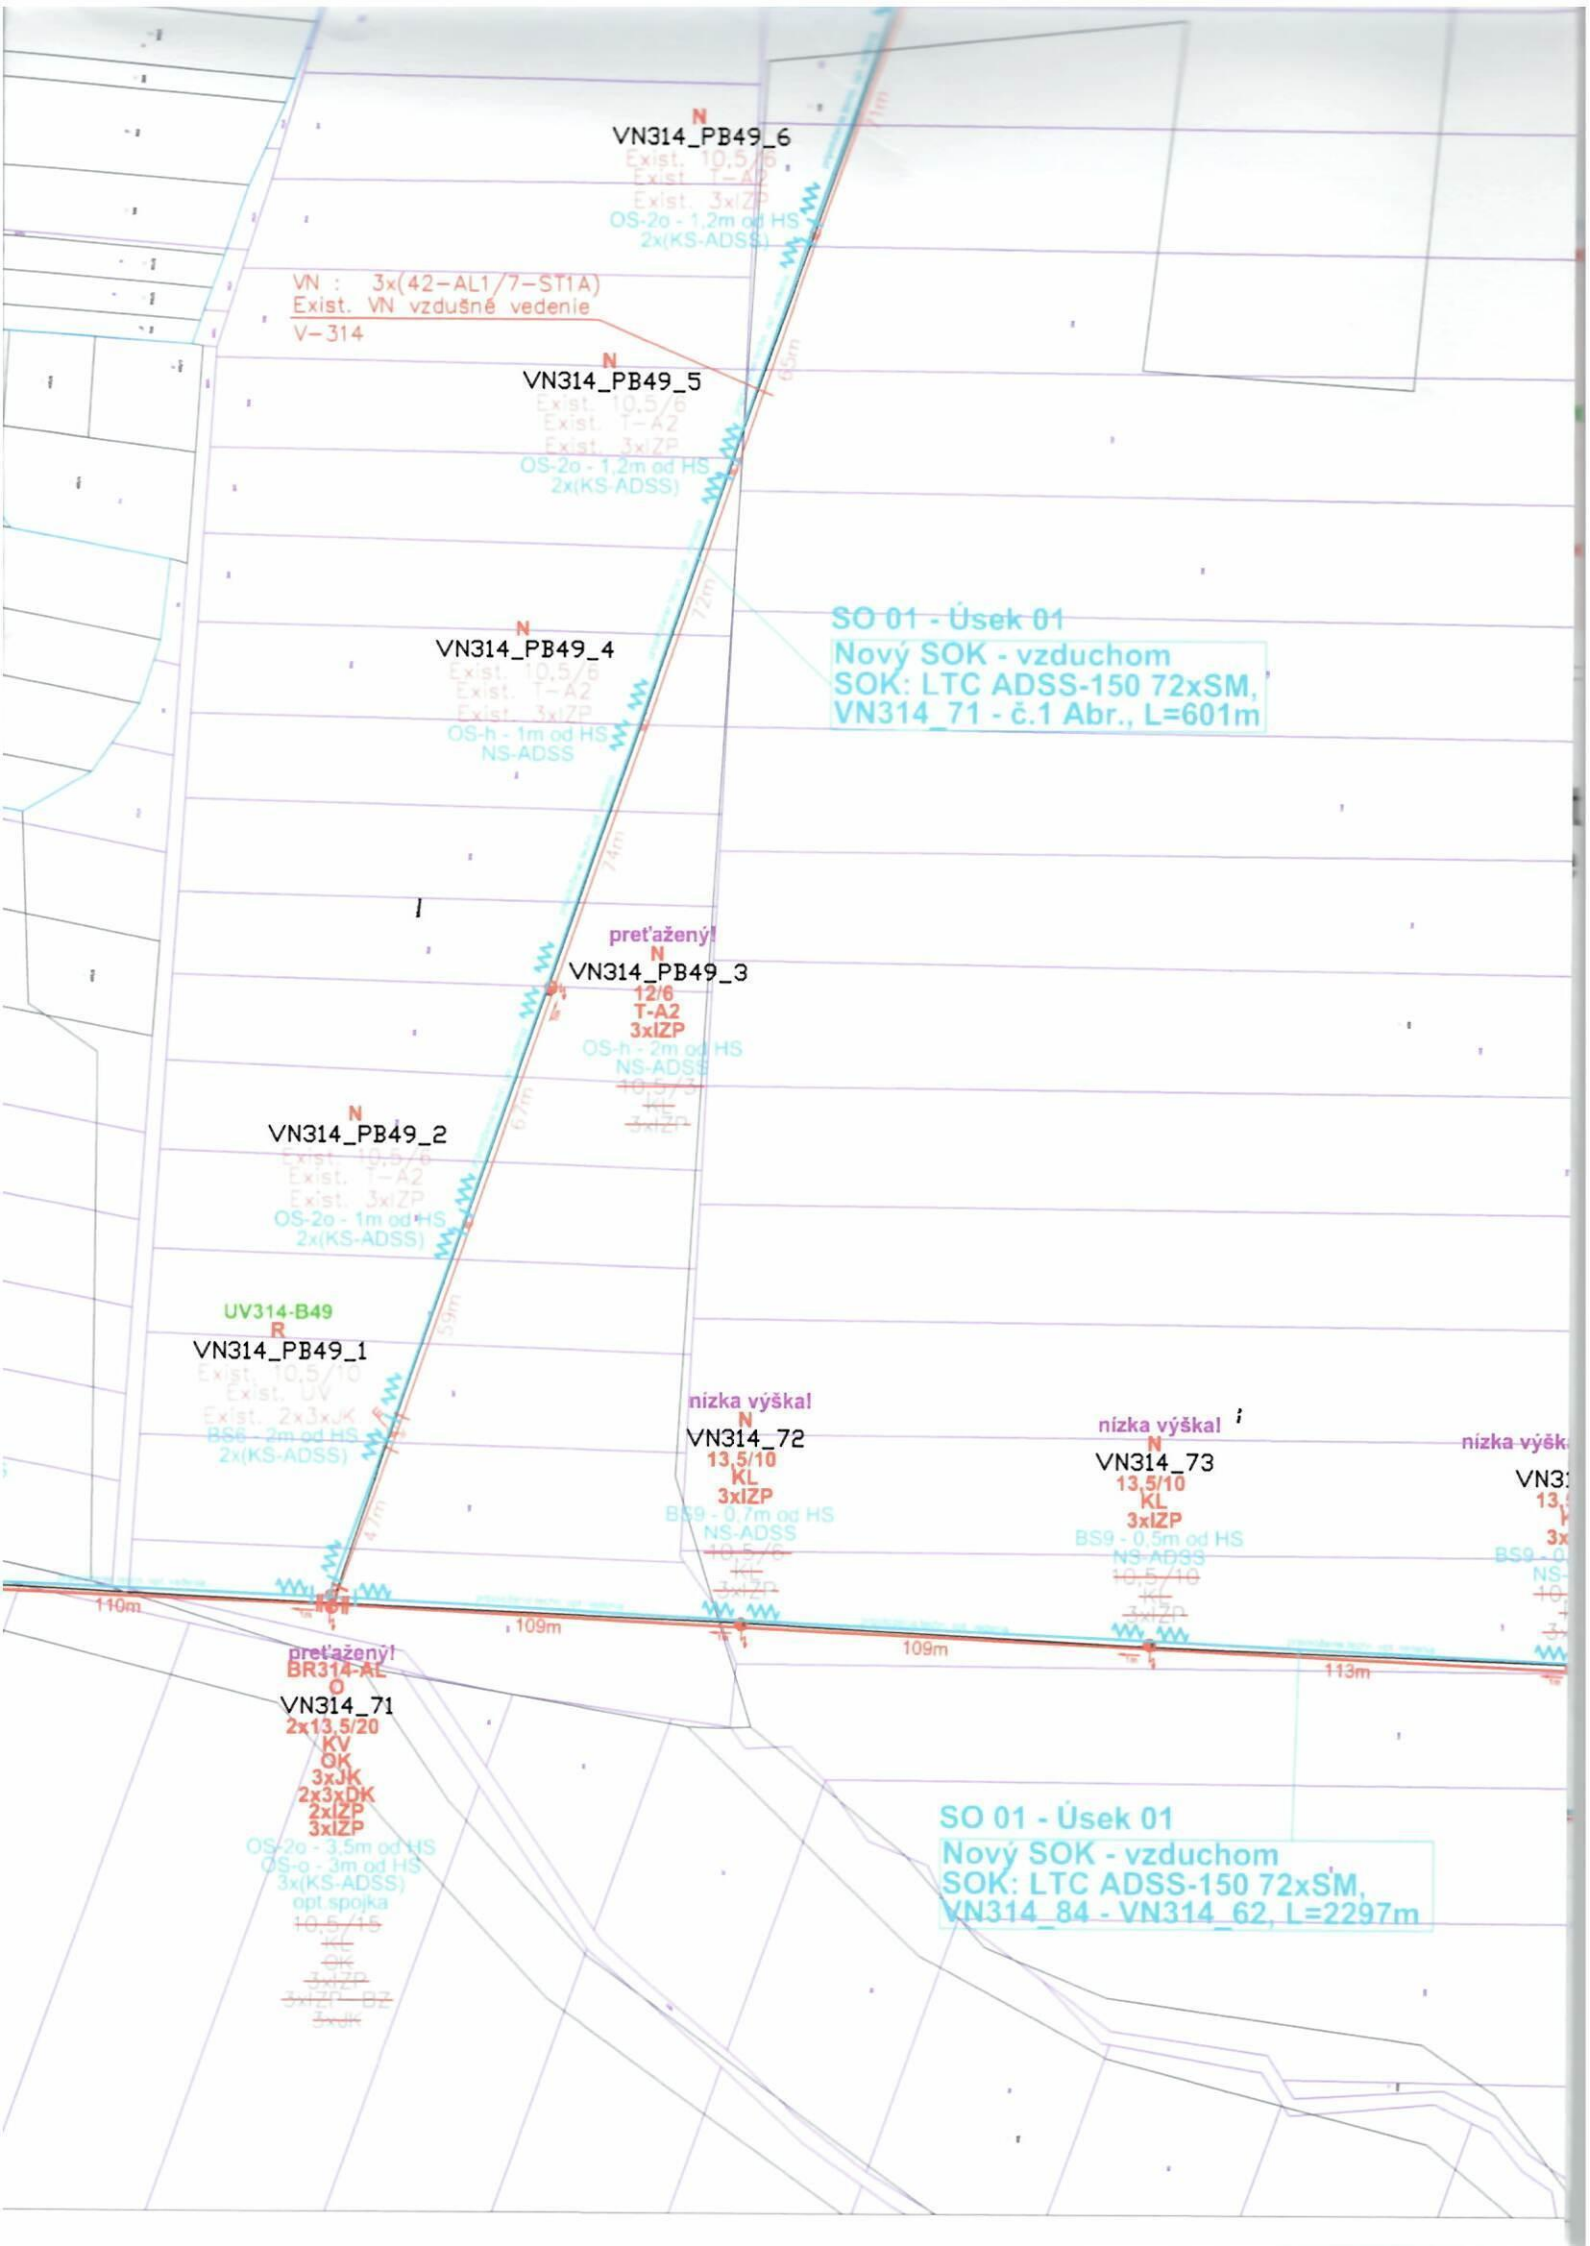 N
VN314_PB49_6
Exist. 10,5/6
Exist. T-A2
Exist. 3xIZP
OS-2o - 1,2m od HS
2x(KS-ADSS)
71m
VN : 3x(42-AL1/7-ST1A)
Exist. VN vzdušné vedenie
V-314
65m
N
VN314_PB49_5
Exist. 10,5/6
Exist. T-A2
Exist. 3xIZP
OS-2o - 1,2m od HS
2x(KS-ADSS)
72m
SO 01 - Úsek 01
Nový SOK - vzduchom
SOK: LTC ADSS-150 72xSM,
VN314_71 - č.1 Abr., L=601m
N
VN314_PB49_4
Exist. 10,5/6
Exist. T-A2
Exist. 3xIZP
OS-h - 1m od HS
NS-ADSS
74m
preťažený!
N
VN314_PB49_3
12/6
T-A2
3xIZP
OS-h - 2m od HS
NS-ADSS
10,5/3
KL
3xIZP
67m
N
VN314_PB49_2
Exist. 10,5/6
Exist. T-A2
Exist. 3xIZP
OS-2o - 1m od HS
2x(KS-ADSS)
59m
UV314-B49
R
VN314_PB49_1
Exist. 10,5/10
Exist. UV
Exist. 2x3xJK
BS6 - 2m od HS
2x(KS-ADSS)
47m
nízka výška!
N
VN314_72
13,5/10
KL
3xIZP
BS9 - 0,7m od HS
NS-ADSS
10,5/6
KL
3xIZP
nízka výška!
N
VN314_73
13,5/10
KL
3xIZP
BS9 - 0,5m od HS
NS-ADSS
10,5/10
KL
3xIZP
nízka výšk
VN31
13,
3x
BS9 - 0
NS-
10,
3x
110m
109m
109m
113m
preťažený!
BR314-AL
O
VN314_71
2x13,5/20
KV
OK
3xJK
2x3xDK
2xIZP
3xIZP
OS-2o - 3,5m od HS
OS-o - 3m od HS
3x(KS-ADSS)
opt.spojka
10,5/15
KL
OK
3xIZP
3xIZP-BZ
3xJK
SO 01 - Úsek 01
Nový SOK - vzduchom
SOK: LTC ADSS-150 72xSM,
VN314_84 - VN314_62, L=2297m